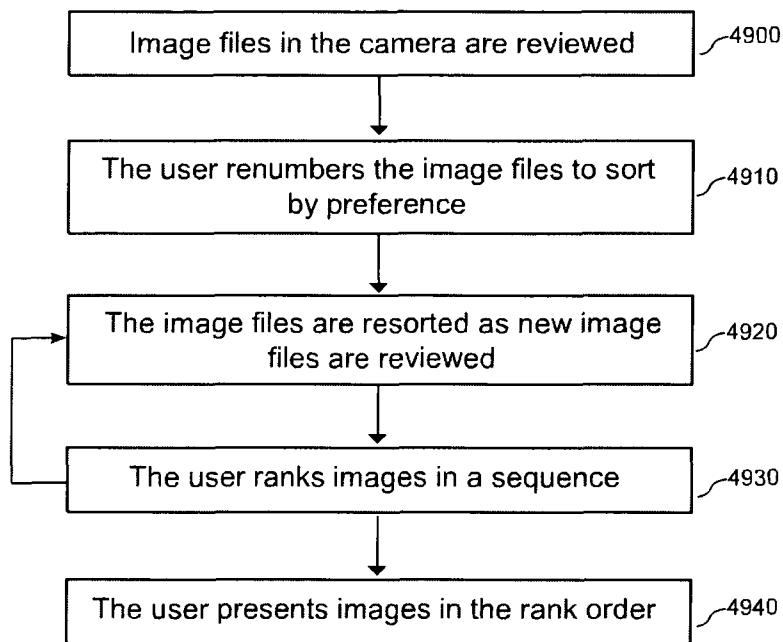 Image files in the camera are reviewed
4900
The user renumbers the image files to sort
by preference
4910
The image files are resorted as new image
files are reviewed
4920
The user ranks images in a sequence
4930
The user presents images in the rank order
4940